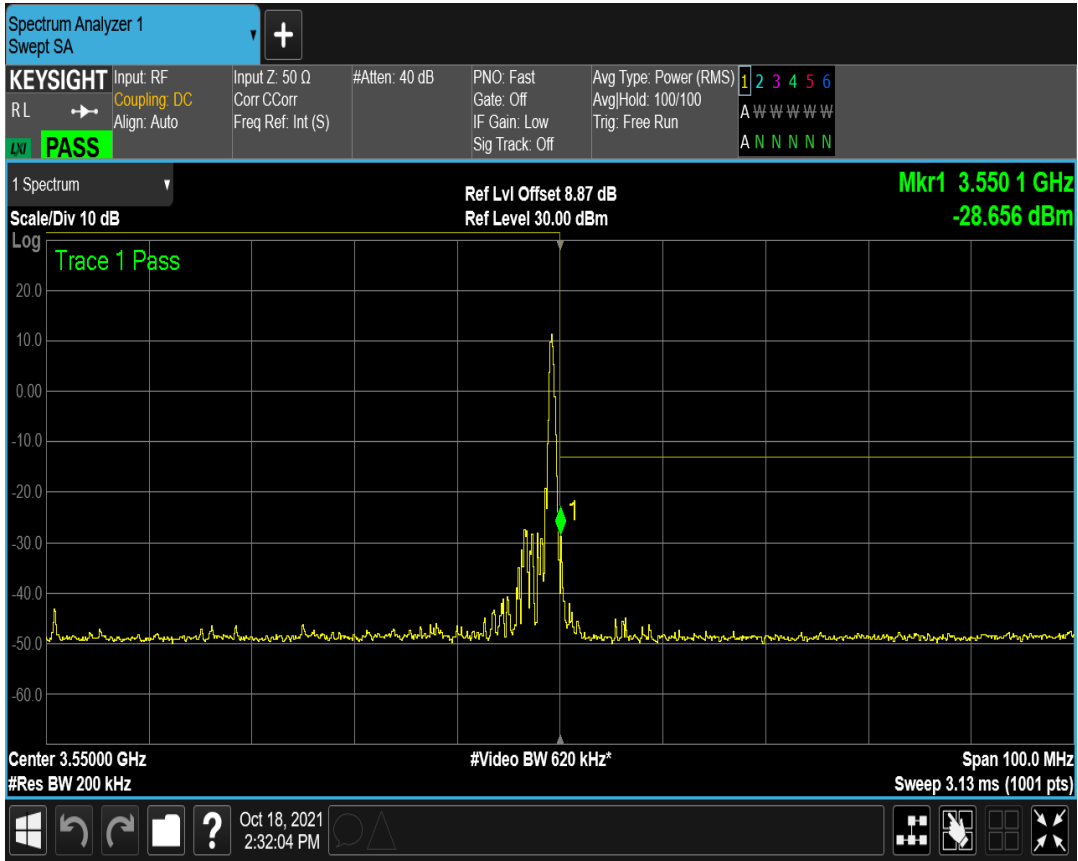 Spectrum Analyzer 1
Swept SA
+
KEYSIGHT
R L
LXI
PASS
Input: RF
Coupling: DC
Align: Auto
Input Z: 50 Ω
Corr CCorr
Freq Ref: Int (S)
#Atten: 40 dB
PNO: Fast
Gate: Off
IF Gain: Low
Sig Track: Off
Avg Type: Power (RMS)
Avg|Hold: 100/100
Trig: Free Run
1 2 3 4 5 6
A W W W W W
A N N N N N
1 Spectrum
Scale/Div 10 dB
Ref Lvl Offset 8.87 dB
Ref Level 30.00 dBm
Mkr1 3.550 1 GHz
-28.656 dBm
Log
Trace 1 Pass
20.0
10.0
0.00
-10.0
-20.0
1
-30.0
-40.0
-50.0
-60.0
Center 3.55000 GHz
#Res BW 200 kHz
#Video BW 620 kHz*
Span 100.0 MHz
Sweep 3.13 ms (1001 pts)
?
Oct 18, 2021
2:32:04 PM